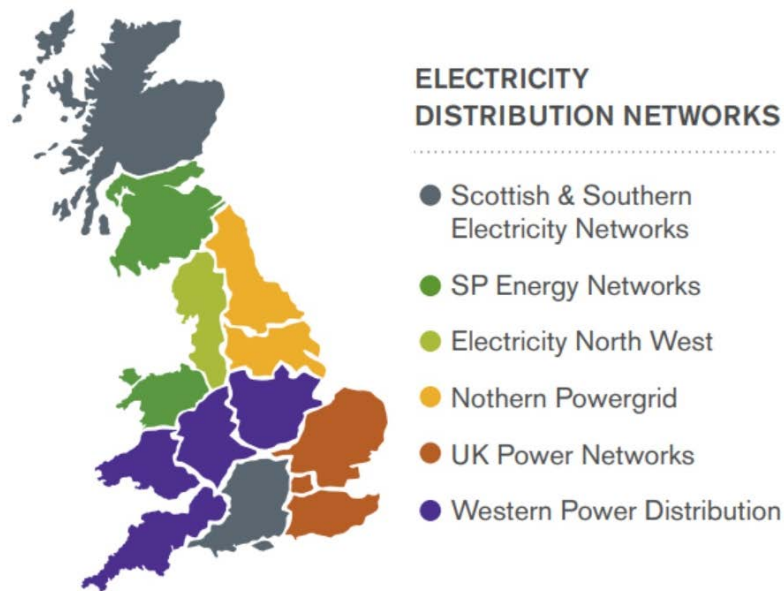 ELECTRICITY
DISTRIBUTION NETWORKS
Scottish & Southern
Electricity Networks
SP Energy Networks
Electricity North West
Nothern Powergrid
UK Power Networks
Western Power Distribution